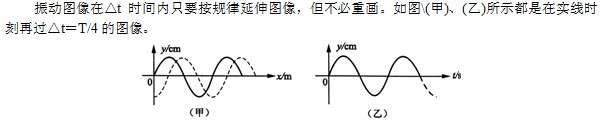 振动图像在△t 时间内只要按规律延伸图像，但不必重画。如图\(甲)、(乙)所示都是在实线时
刻再过△t＝T/4 的图像。
y/cm
0
x/m
(甲)
y/cm
0
t/s
(乙)